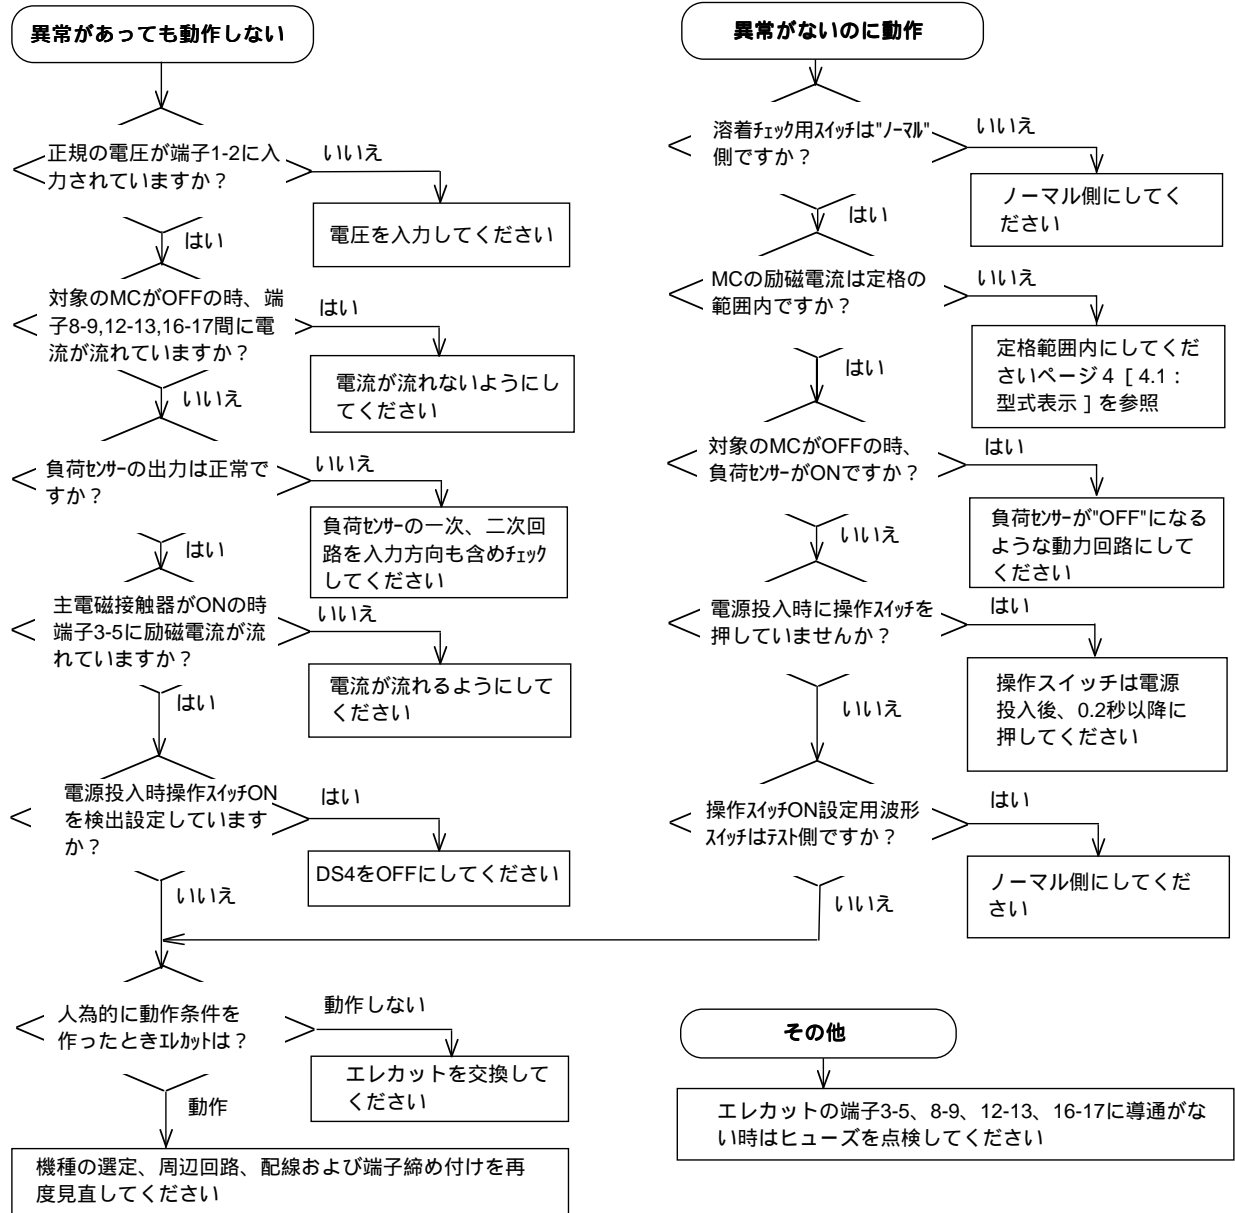 異常があっても動作しない
正規の電圧が端子1-2に入
力されていますか？
いいえ
電圧を入力してください
はい
対象のMCがOFFの時、端
子8-9,12-13,16-17間に電
流が流れていますか？
はい
電流が流れないようにし
てください
いいえ
負荷ｾﾝｻｰの出力は正常で
すか？
いいえ
負荷ｾﾝｻｰの一次、二次回
路を入力方向も含めﾁｪｯｸ
してください
はい
主電磁接触器がONの時
端子3-5に励磁電流が流
れていますか？
いいえ
電流が流れるようにして
ください
はい
電源投入時操作ｽｲｯﾁON
を検出設定しています
か？
はい
DS4をOFFにしてください
いいえ
人為的に動作条件を
作ったときｴﾚｶｯﾄは？
動作しない
エレカットを交換して
ください
動作
機種の選定、周辺回路、配線および端子締め付けを再
度見直してください
異常がないのに動作
溶着ﾁｪｯｸ用ｽｲｯﾁは"ﾉｰﾏﾙ"
側ですか？
いいえ
ノーマル側にしてく
ださい
はい
MCの励磁電流は定格の
範囲内ですか？
いいえ
定格範囲内にしてくだ
さいページ４［4.1：
型式表示］を参照
はい
対象のMCがOFFの時、
負荷ｾﾝｻｰがONですか？
はい
負荷ｾﾝｻｰが"OFF"になる
ような動力回路にして
ください
いいえ
電源投入時に操作ｽｲｯﾁを
押していませんか？
はい
操作スイッチは電源
投入後、0.2秒以降に
押してください
いいえ
操作ｽｲｯﾁON設定用波形
ｽｲｯﾁはﾃｽﾄ側ですか？
はい
ノーマル側にしてくだ
さい
いいえ
その他
エレカットの端子3-5、8-9、12-13、16-17に導通がな
い時はヒューズを点検してください